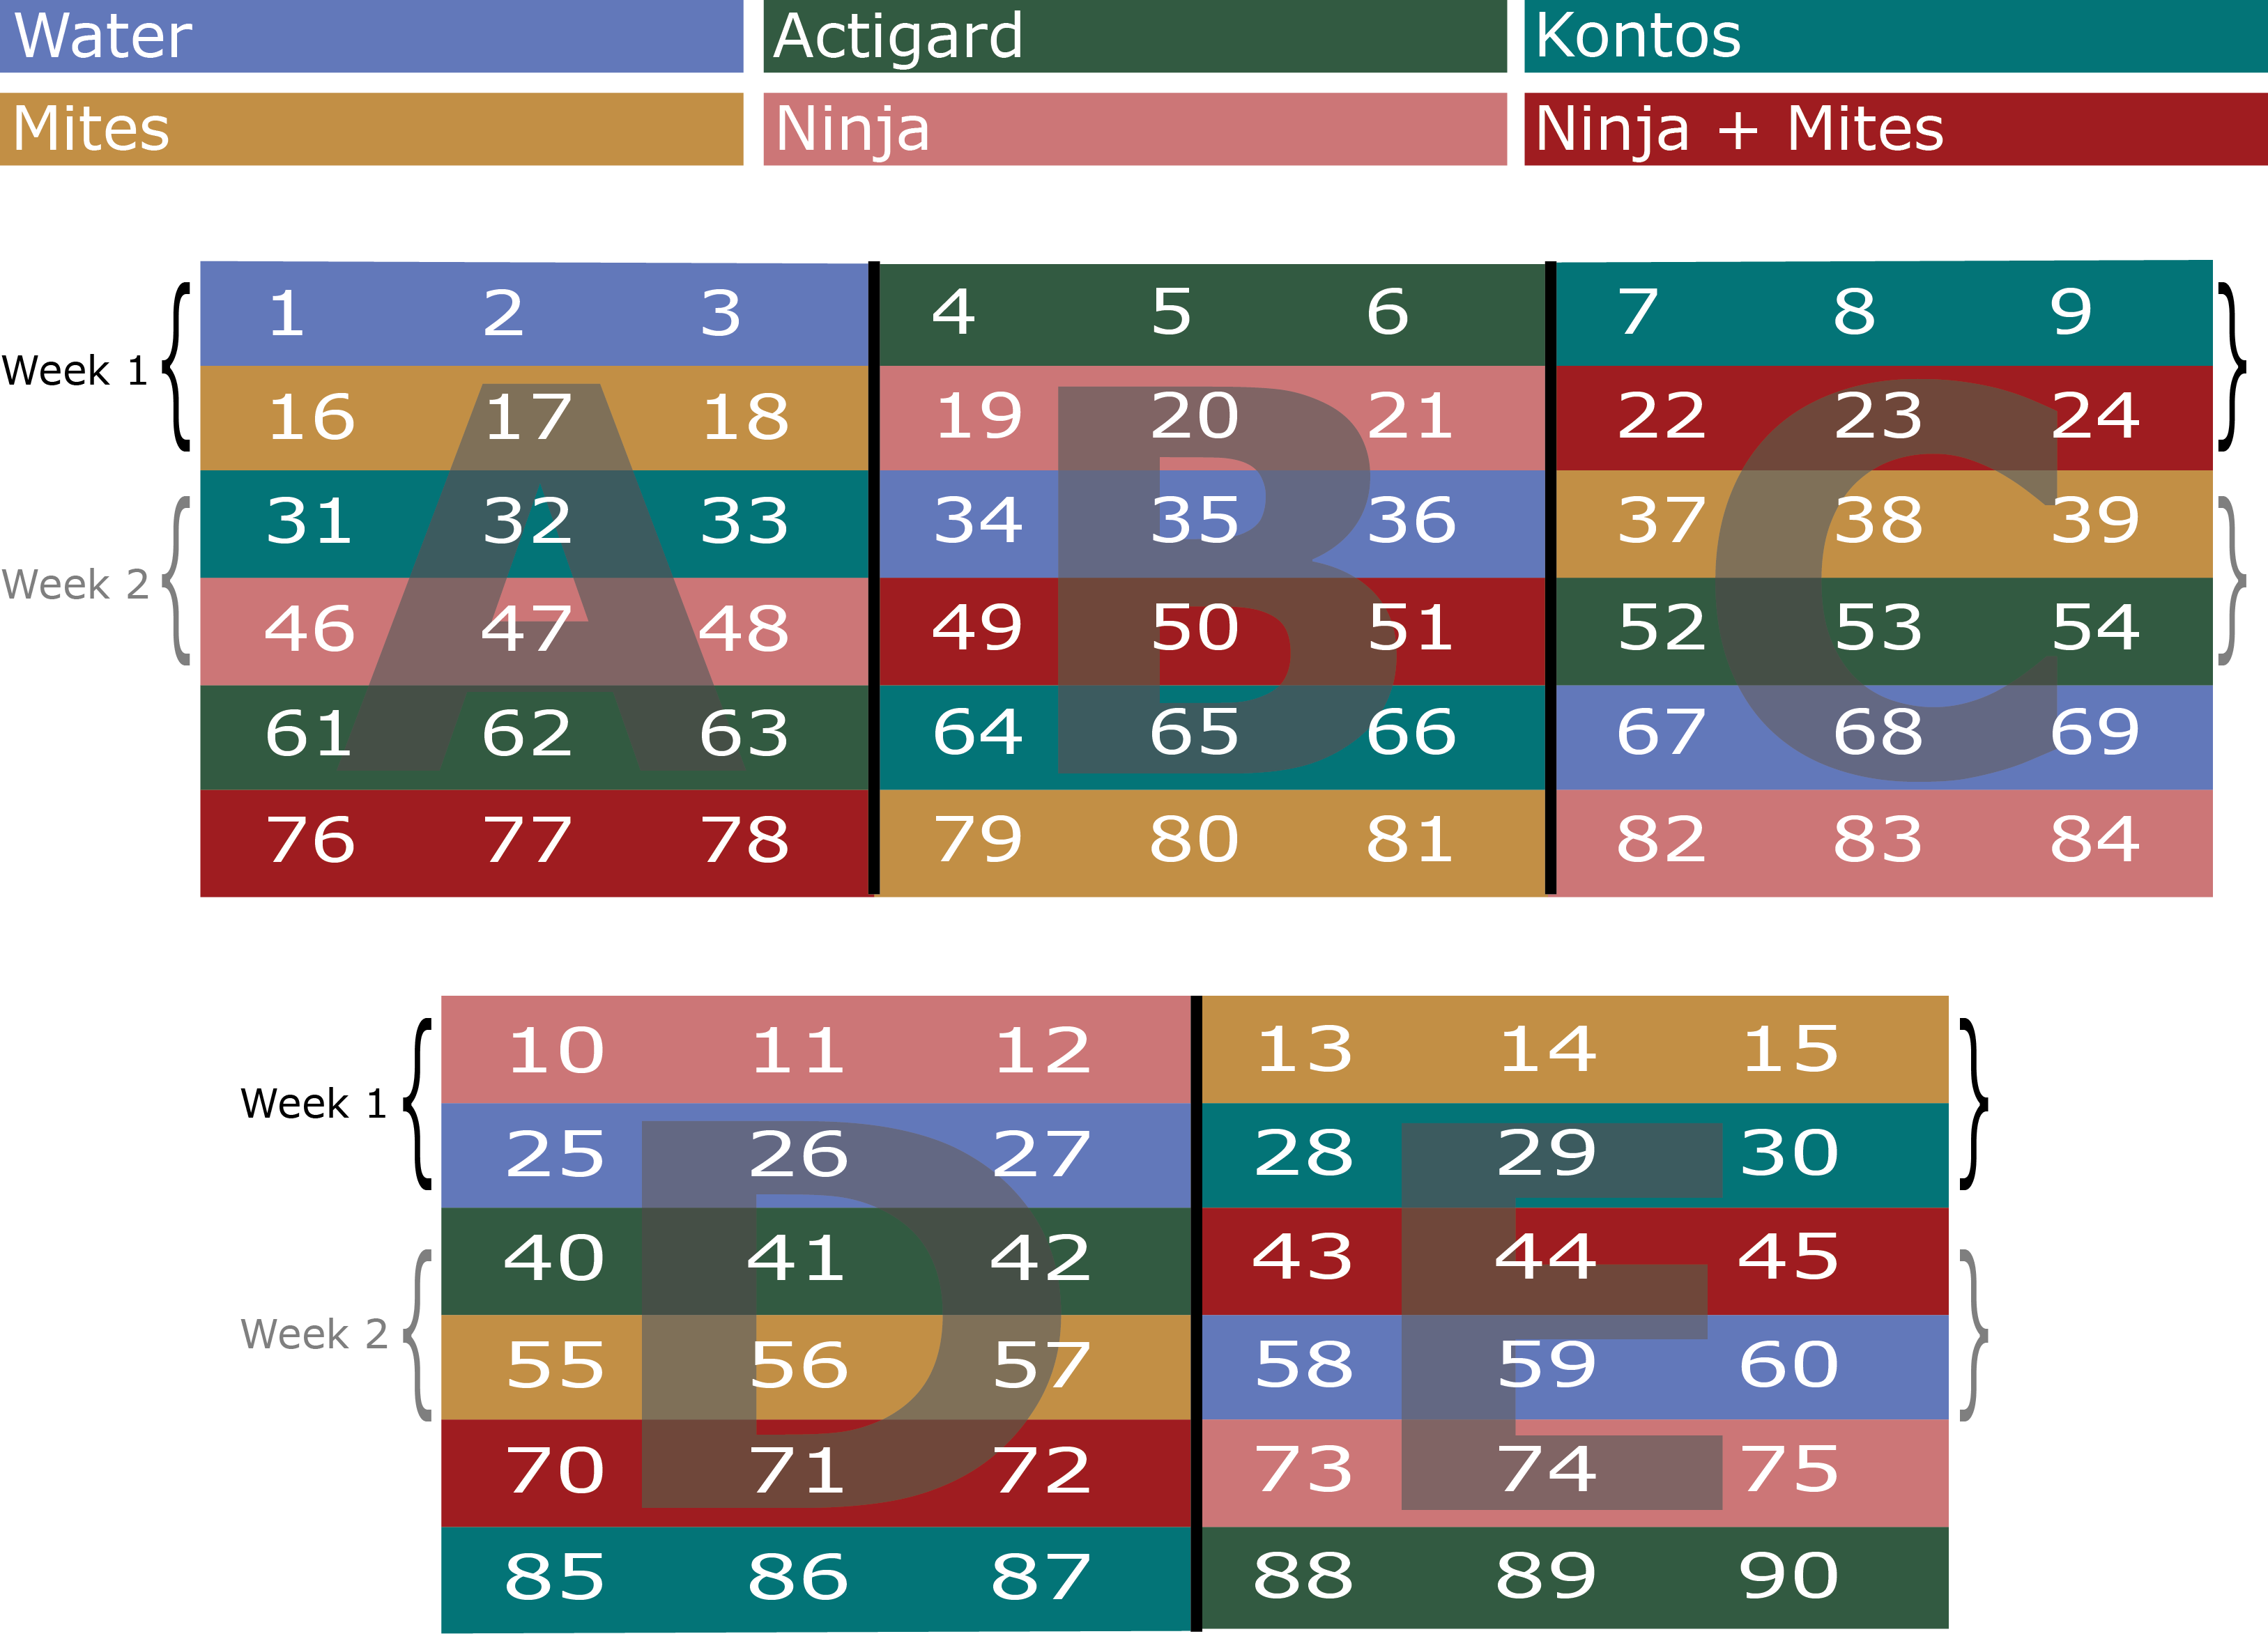 Water Actigard Kontos
Mites Ninja Ninja + Mites
1 2 3 4 5 6 7 8 9
Week 1
16 17 18 19 20 21 22 23 24
31 32 33 34 35 36 37 38 39
Week 2
46 47 48 49 50 51 52 53 54
61 62 63 64 65 66 67 68 69
76 77 78 79 80 81 82 83 84
A B C
10 11 12 13 14 15
Week 1
25 26 27 28 29 30
40 41 42 43 44 45
Week 2
55 56 57 58 59 60
70 71 72 73 74 75
85 86 87 88 89 90
D E